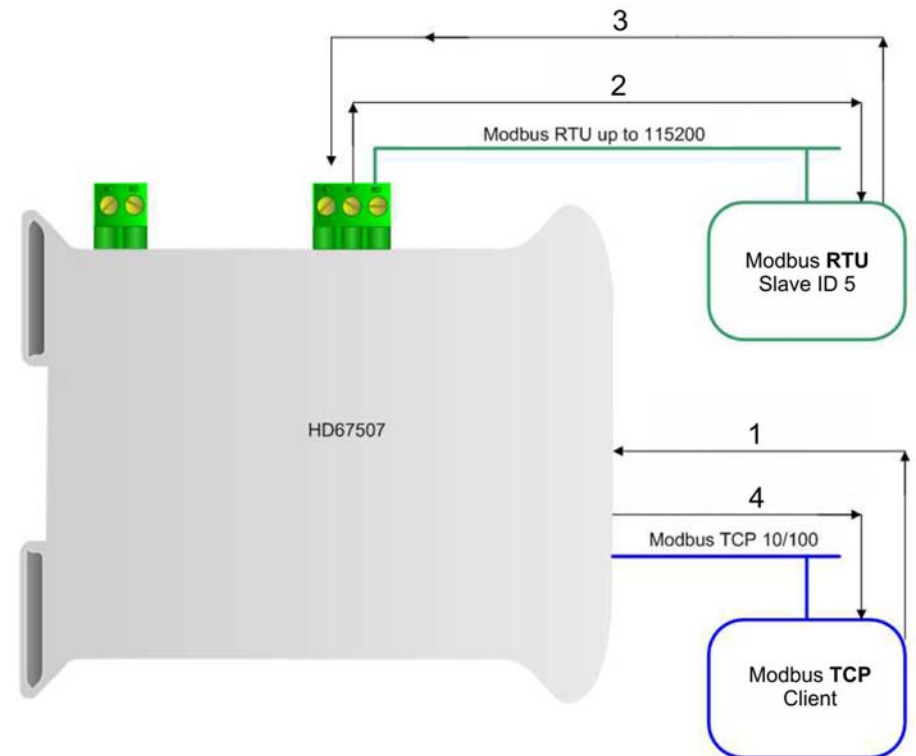 3
2
Modbus RTU up to 115200
Modbus RTU
Slave ID 5
HD67507
1
4
Modbus TCP 10/100
Modbus TCP
Client